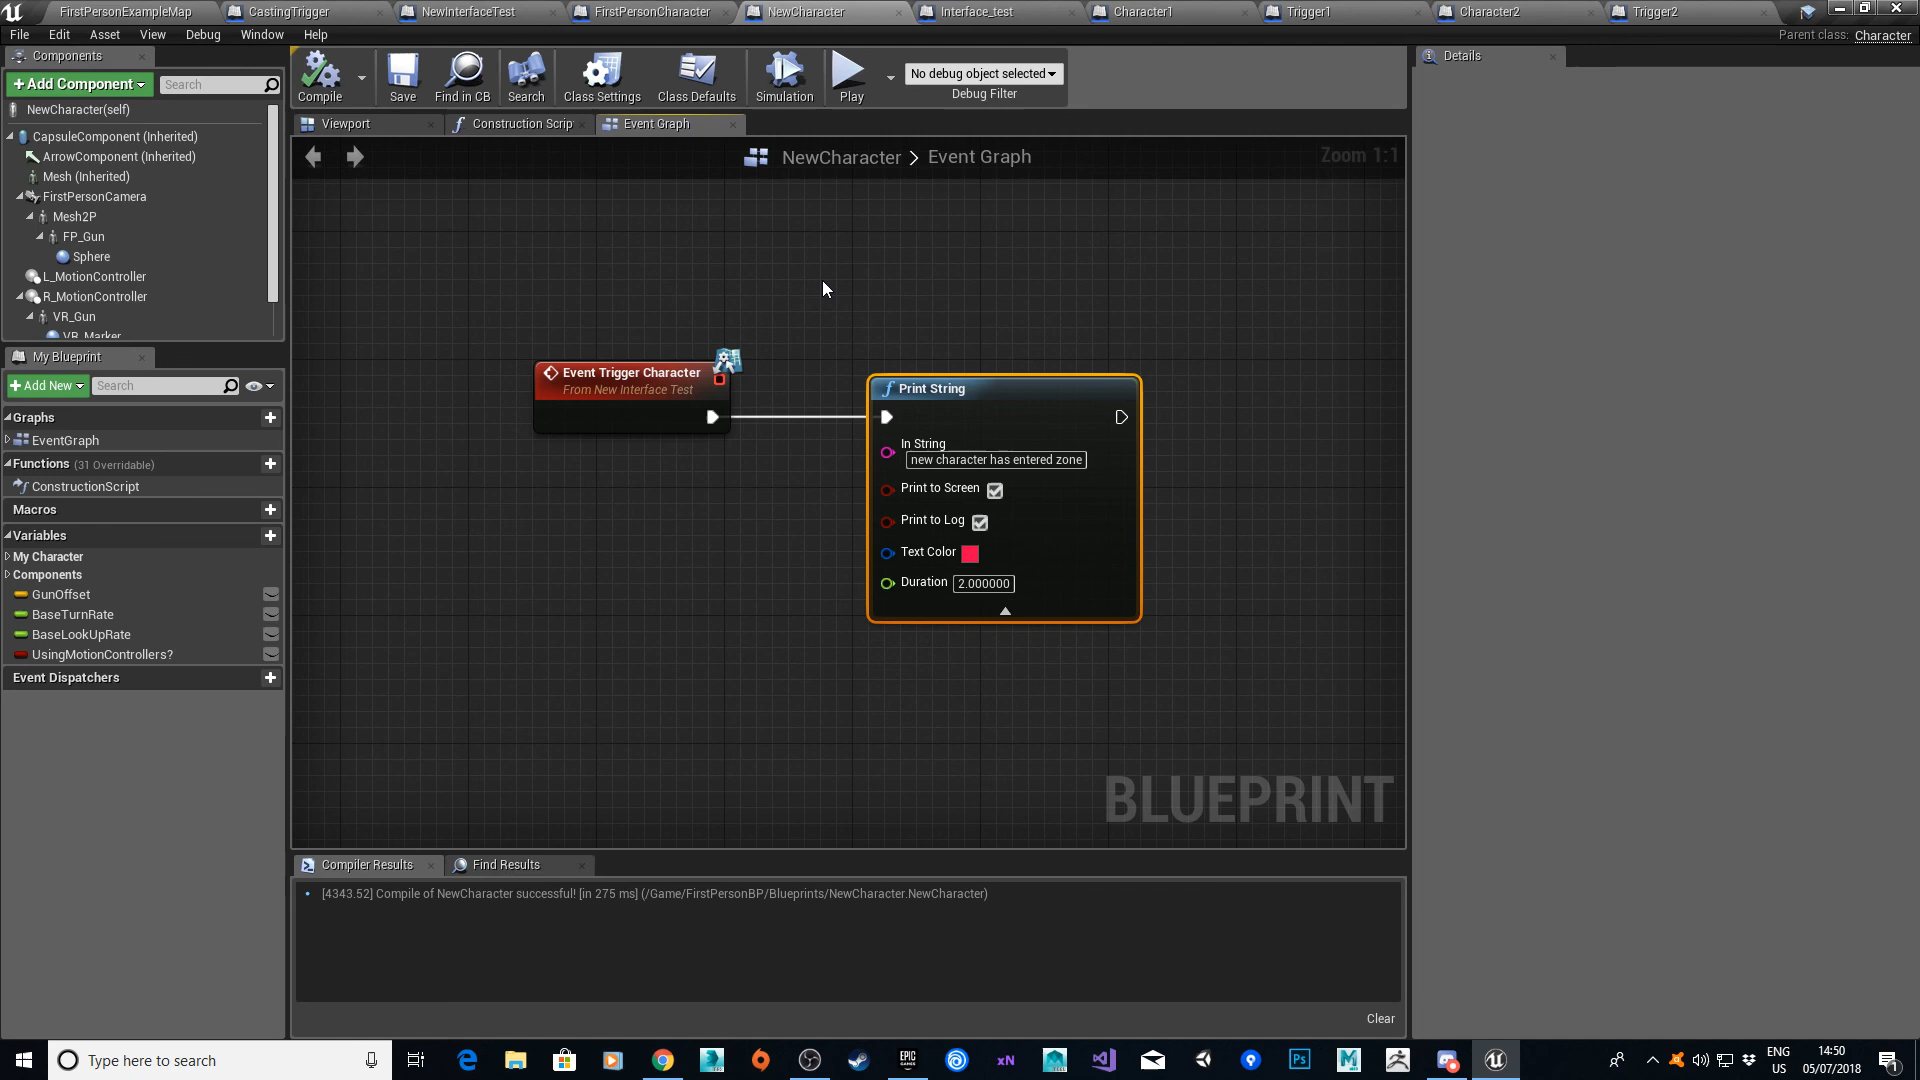 FirstPersonExampleMap
CastingTrigger
NewInterfaceTest
FirstPersonCharacter
NewCharacter
Interface_test
Character1
Trigger1
Character2
Trigger2
File
Edit
Asset
View
Debug
Window
Help
Parent class: Character
Components
+Add Component
Search
NewCharacter(self)
CapsuleComponent (Inherited)
ArrowComponent (Inherited)
Mesh (Inherited)
FirstPersonCamera
Mesh2P
FP_Gun
Sphere
L_MotionController
R_MotionController
VR_Gun
VR_Marker
Compile
Save
Find in CB
Search
Class Settings
Class Defaults
Simulation
Play
No debug object selected
Debug Filter
Details
Viewport
Construction Scrip
Event Graph
NewCharacter > Event Graph
Zoom 1:1
Event Trigger Character
From New Interface Test
Print String
In String
new character has entered zone
Print to Screen
Print to Log
Text Color
Duration 2.000000
BLUEPRINT
My Blueprint
+Add New
Search
Graphs
EventGraph
Functions (31 Overridable)
ConstructionScript
Macros
Variables
My Character
Components
GunOffset
BaseTurnRate
BaseLookUpRate
UsingMotionControllers?
Event Dispatchers
Compiler Results
Find Results
[4343.52] Compile of NewCharacter successful! [in 275 ms] (/Game/FirstPersonBP/Blueprints/NewCharacter.NewCharacter)
Clear
Type here to search
EPIC
GAMES
xN
Ps
M
ENG
US
14:50
05/07/2018
1